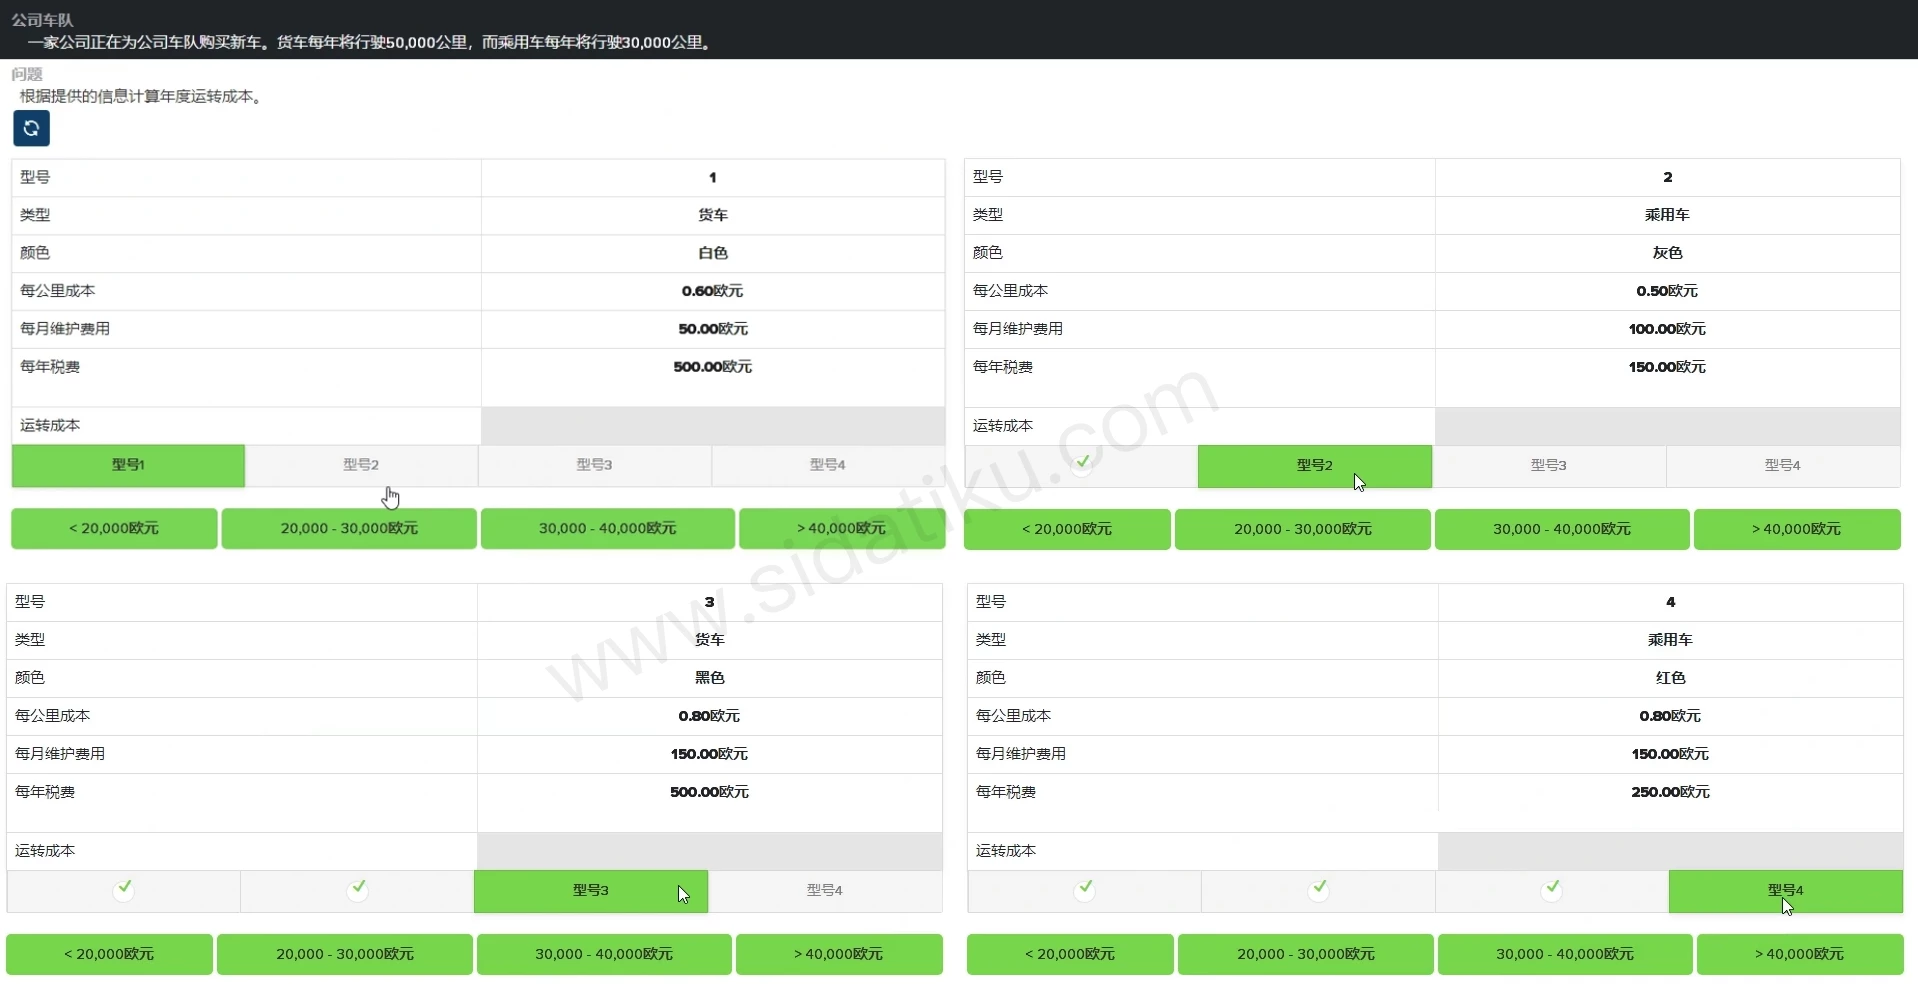 公司车队
一家公司正在为公司车队购买新车。货车每年将行驶50,000公里，而乘用车每年将行驶30,000公里。
问题
根据提供的信息计算年度运转成本。
型号 1
类型 货车
颜色 白色
每公里成本 0.60欧元
每月维护费用 50.00欧元
每年税费 500.00欧元
运转成本
型号1 型号2 型号3 型号4
< 20,000欧元 20,000 - 30,000欧元 30,000 - 40,000欧元 > 40,000欧元
型号 2
类型 乘用车
颜色 灰色
每公里成本 0.50欧元
每月维护费用 100.00欧元
每年税费 150.00欧元
运转成本
型号2 型号3 型号4
< 20,000欧元 20,000 - 30,000欧元 30,000 - 40,000欧元 > 40,000欧元
型号 3
类型 货车
颜色 黑色
每公里成本 0.80欧元
每月维护费用 150.00欧元
每年税费 500.00欧元
运转成本
型号3 型号4
< 20,000欧元 20,000 - 30,000欧元 30,000 - 40,000欧元 > 40,000欧元
型号 4
类型 乘用车
颜色 红色
每公里成本 0.80欧元
每月维护费用 150.00欧元
每年税费 250.00欧元
运转成本
型号4
< 20,000欧元 20,000 - 30,000欧元 30,000 - 40,000欧元 > 40,000欧元
www.sidatiku.com